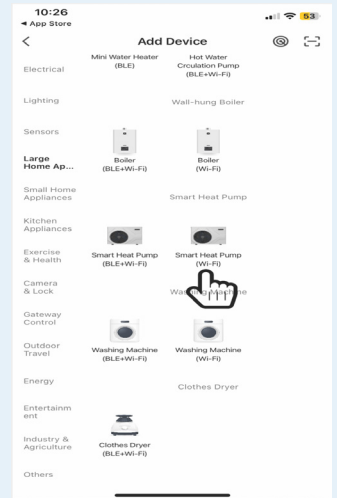 10:26
53
◀ App Store
Add Device
Mini Water Heater
(BLE)
Hot Water
Crculation Pump
(BLE+Wi-Fi)
Electrical
Lighting
Wall-hung Boiler
Sensors
Large
Home Ap...
Boiler
(BLE+Wi-Fi)
Boiler
(Wi-Fi)
Small Home
Appliances
Smart Heat Pump
Kitchen
Appliances
Exercise
& Health
Smart Heat Pump
(BLE+Wi-Fi)
Smart Heat Pump
(Wi-Fi)
Camera
& Lock
Washing Machine
Gateway
Control
Outdoor
Travel
Washing Machine
(BLE+Wi-Fi)
Washing Machine
(Wi-Fi)
Energy
Clothes Dryer
Entertainm
ent
Industry &
Agriculture
Clothes Dryer
(BLE+Wi-Fi)
Others